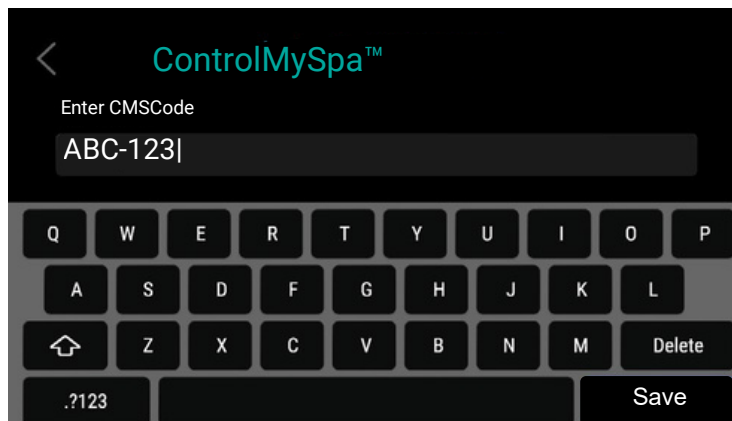 ControlMySpa™
Enter CMSCode
ABC-123
Q W E R T Y U I O P
A S D F G H J K L
Z X C V B N M Delete
.?123 Save